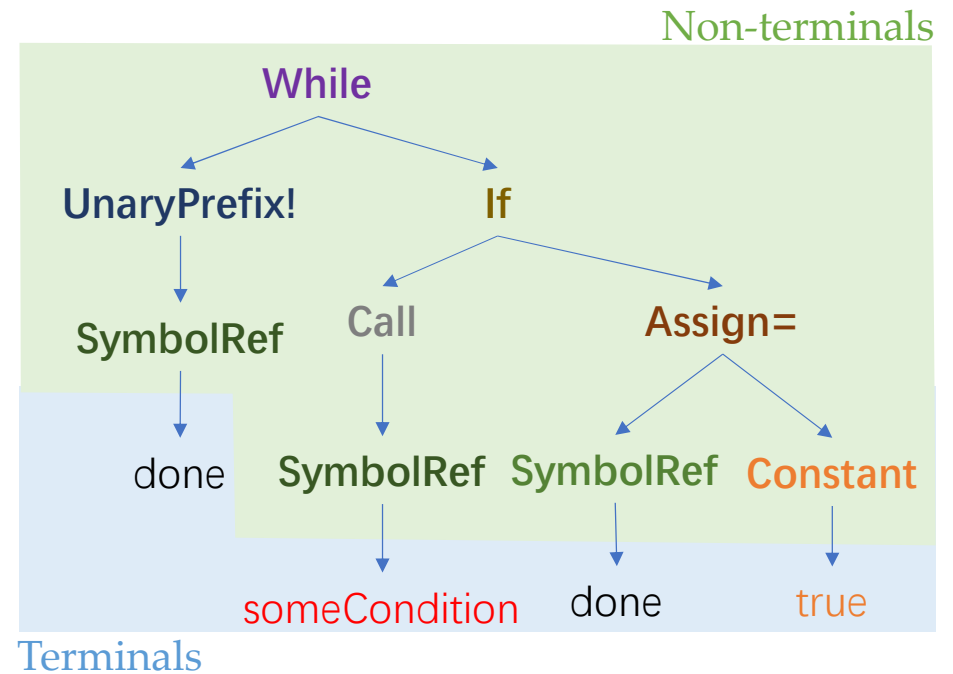 Non-terminals
While
UnaryPrefix! If
SymbolRef Call Assign=
done SymbolRef SymbolRef Constant
someCondition done true
Terminals